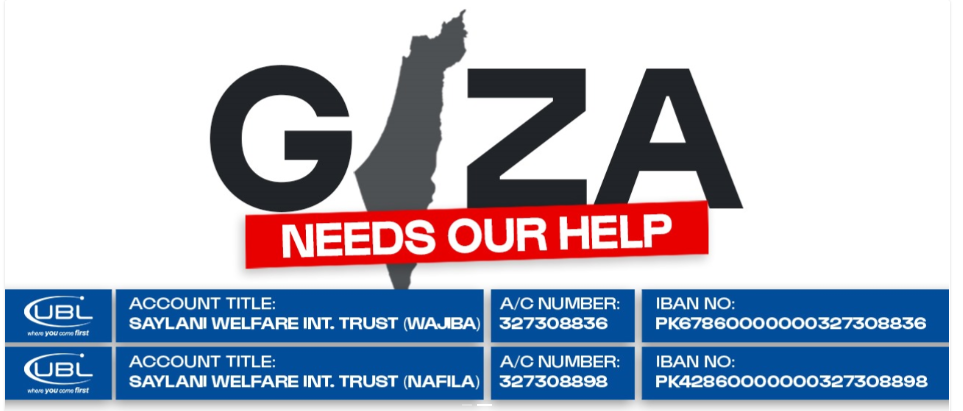 G ZA
NEEDS OUR HELP
UBL
where you come first
ACCOUNT TITLE:
SAYLANI WELFARE INT. TRUST (WAJIBA)
A/C NUMBER:
327308836
IBAN NO:
PK67860000000327308836
UBL
where you come first
ACCOUNT TITLE:
SAYLANI WELFARE INT. TRUST (NAFILA)
A/C NUMBER:
327308898
IBAN NO:
PK42860000000327308898